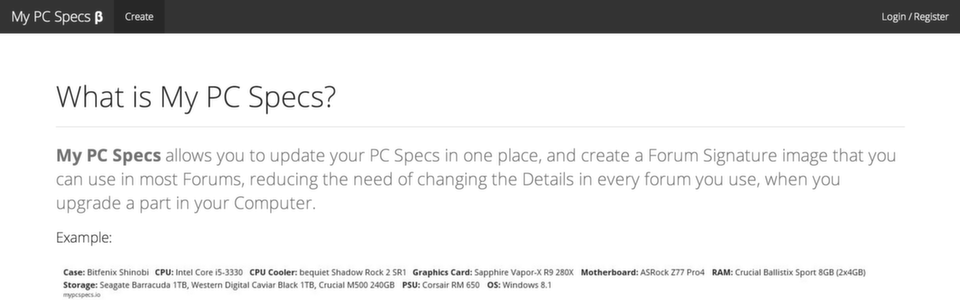 My PC Specs β Create Login / Register
What is My PC Specs?
My PC Specs allows you to update your PC Specs in one place, and create a Forum Signature image that you
can use in most Forums, reducing the need of changing the Details in every forum you use, when you
upgrade a part in your Computer.
Example:
Case: Bitfenix Shinobi CPU: Intel Core i5-3330 CPU Cooler: bequiet Shadow Rock 2 SR1 Graphics Card: Sapphire Vapor-X R9 280X Motherboard: ASRock Z77 Pro4 RAM: Crucial Ballistix Sport 8GB (2x4GB)
Storage: Seagate Barracuda 1TB, Western Digital Caviar Black 1TB, Crucial M500 240GB PSU: Corsair RM 650 OS: Windows 8.1
mypcspecs.io